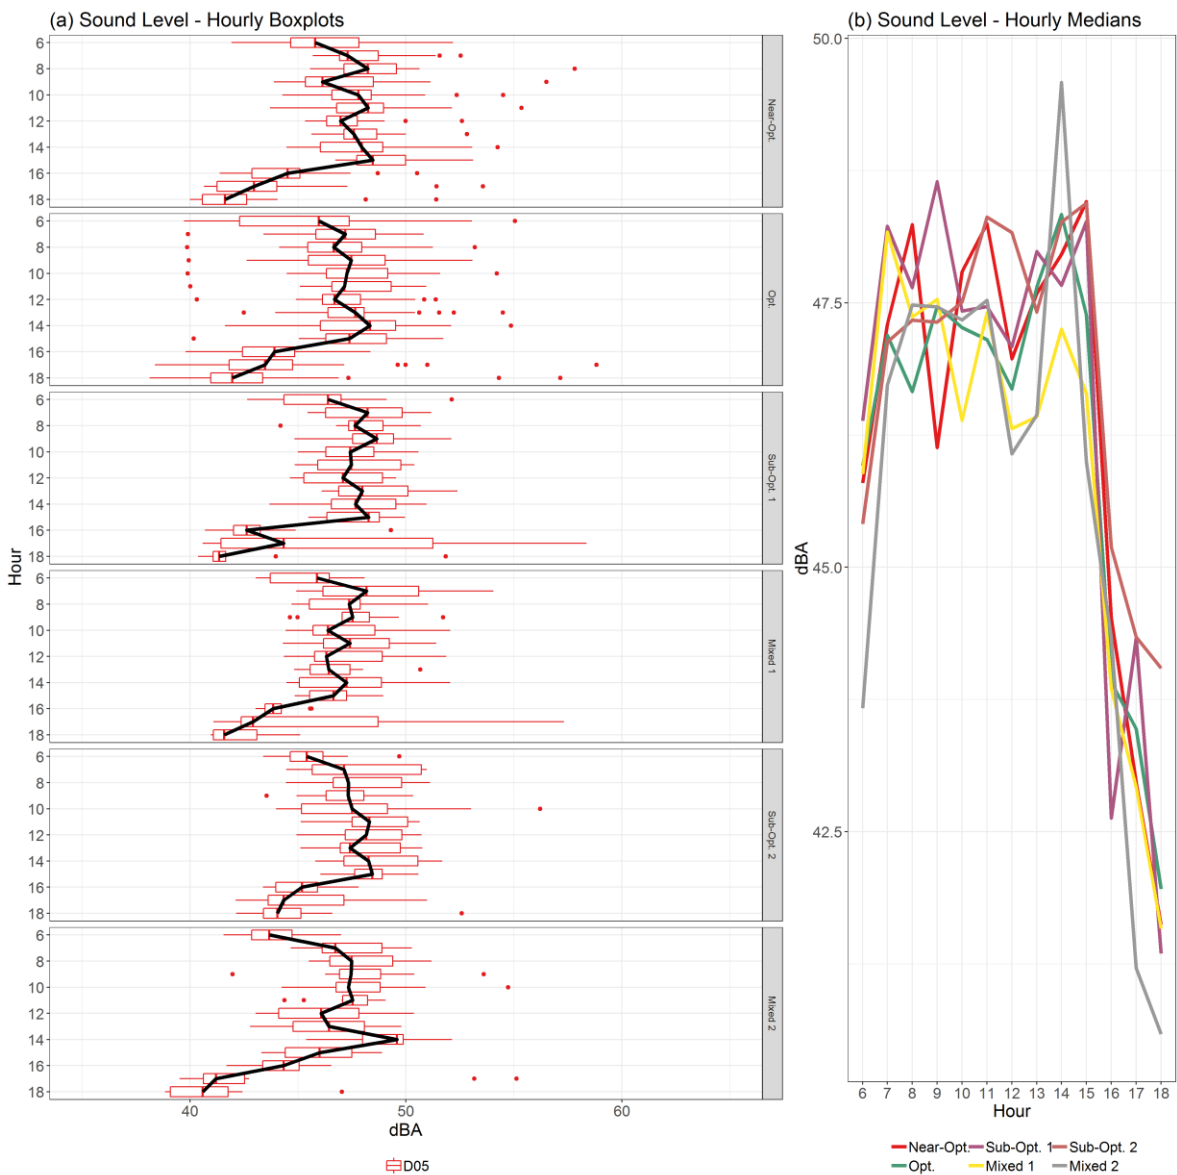 (a) Sound Level - Hourly Boxplots
6
8
10
12
14
16
18
Near-Opt.
6
8
10
12
14
16
18
Opt.
6
8
10
12
14
16
18
Sub-Opt. 1
6
8
10
12
14
16
18
Mixed 1
6
8
10
12
14
16
18
Sub-Opt. 2
6
8
10
12
14
16
18
Mixed 2
Hour
40 50 60
dBA
D05
(b) Sound Level - Hourly Medians
50.0
47.5
45.0
42.5
dBA
6 7 8 9 10 11 12 13 14 15 16 17 18
Hour
Near-Opt. Sub-Opt. 1 Sub-Opt. 2
Opt. Mixed 1 Mixed 2